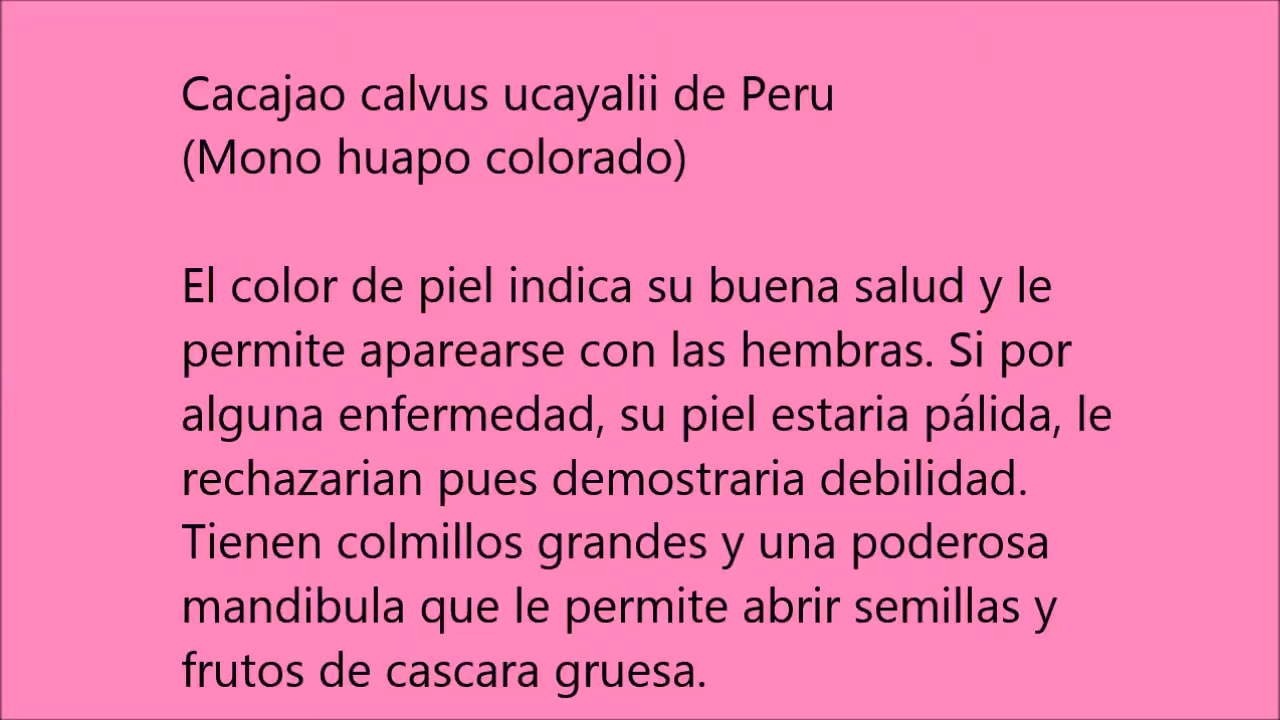 Cacajao calvus ucayalii de Peru
(Mono huapo colorado)
El color de piel indica su buena salud y le
permite aparearse con las hembras. Si por
alguna enfermedad, su piel estaria pálida, le
rechazarian pues demostraria debilidad.
Tienen colmillos grandes y una poderosa
mandibula que le permite abrir semillas y
frutos de cascara gruesa.